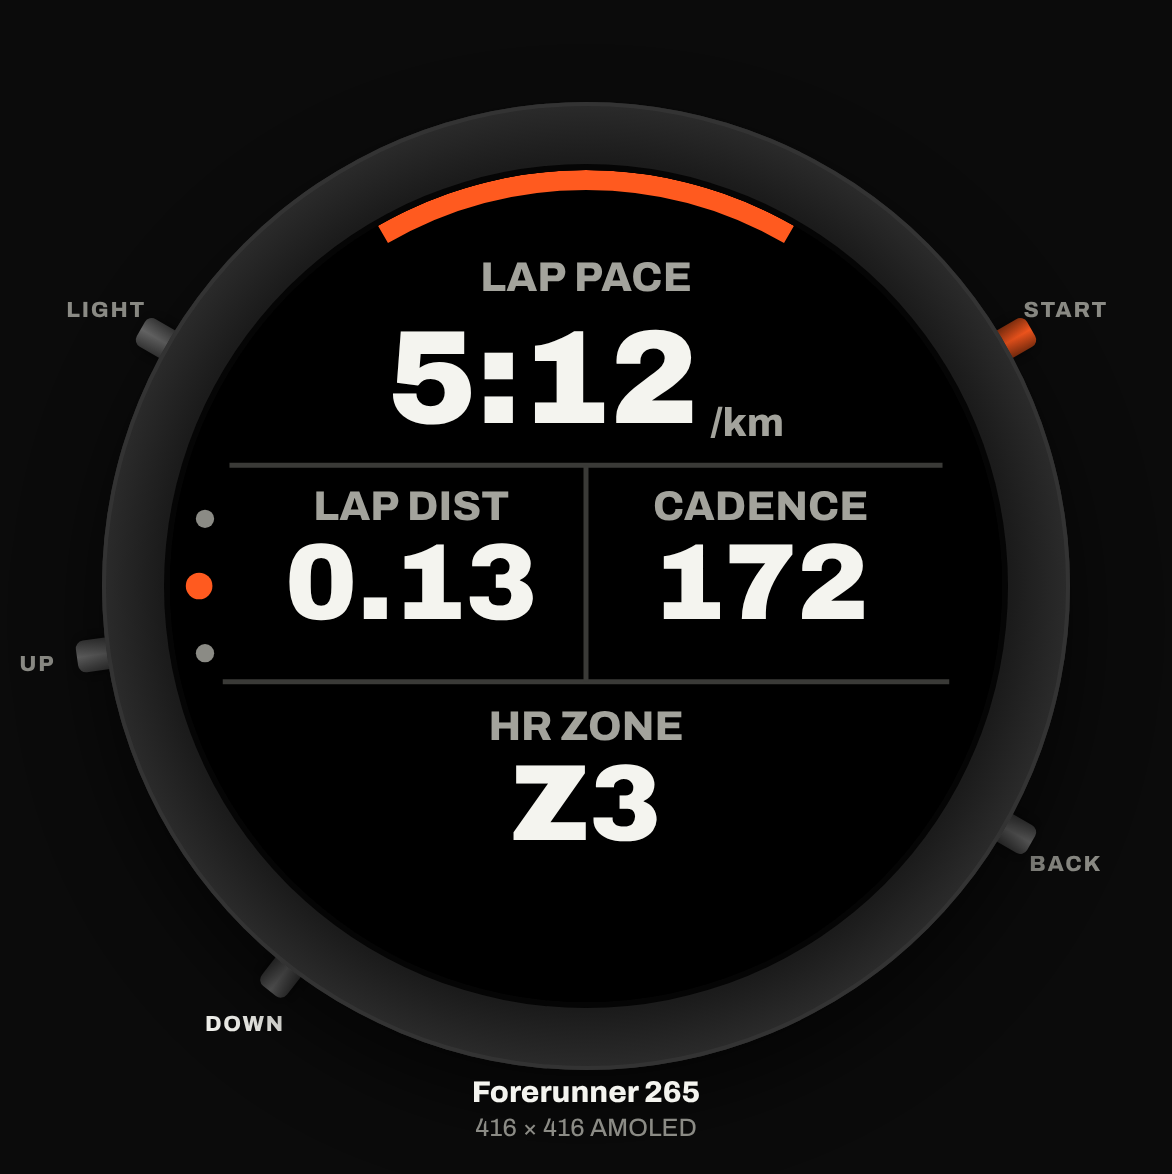 LAP PACE
LIGHT
START
5:12 /km
LAP DIST
CADENCE
0.13
172
UP
HR ZONE
Z3
BACK
DOWN
Forerunner 265
416 × 416 AMOLED